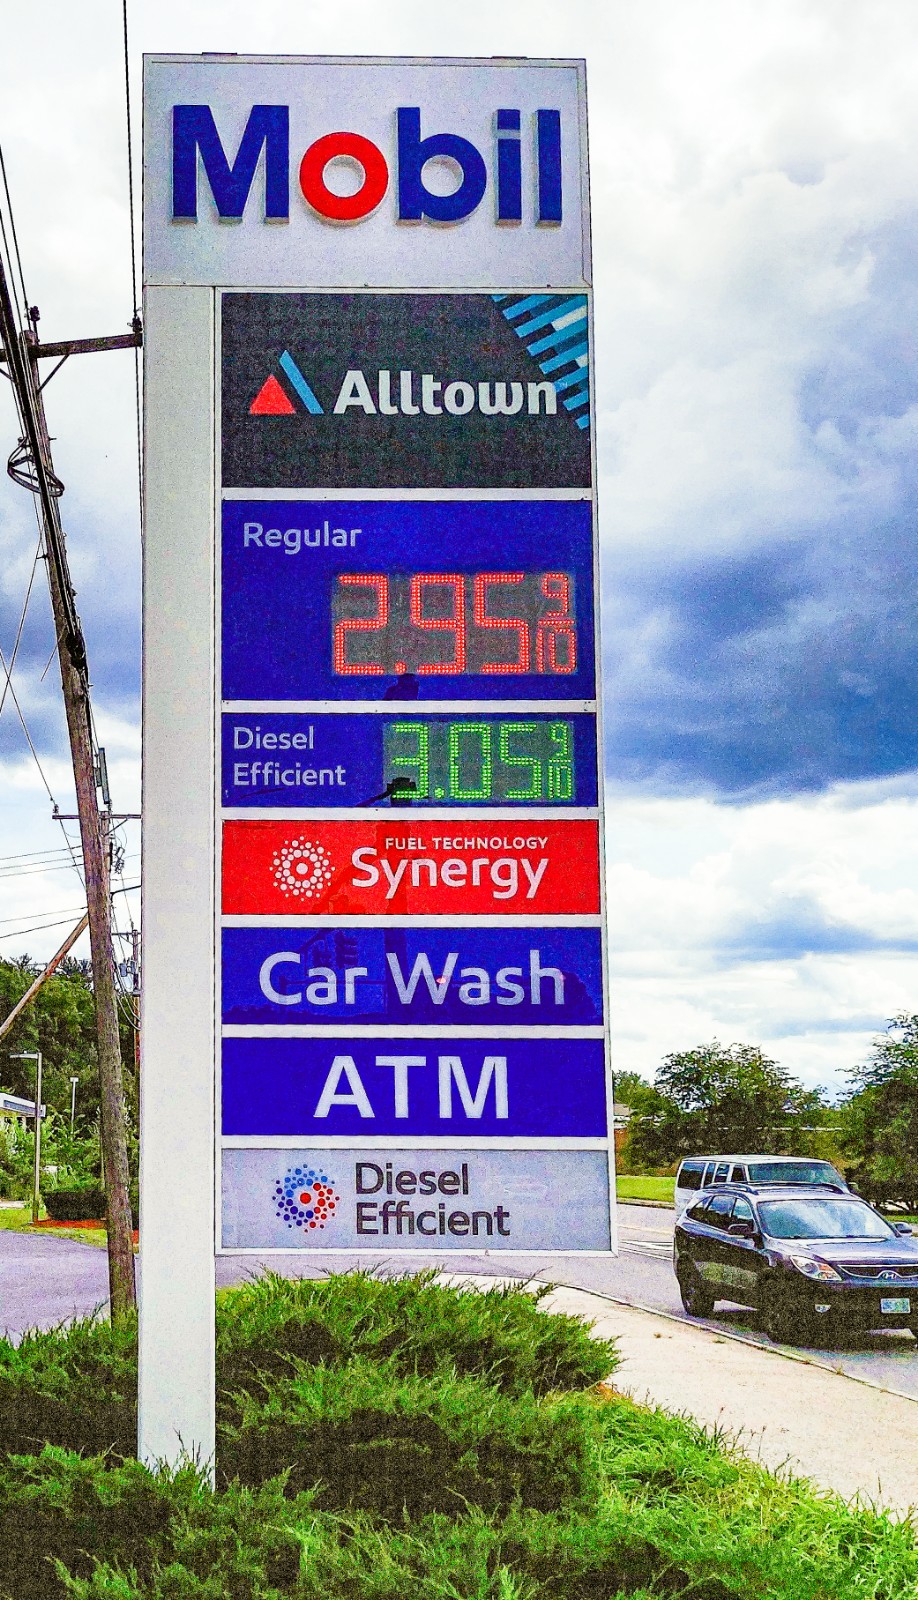 Mobil
Alltown
Regular
2.95 9/10
Diesel
Efficient
3.05 9/10
FUEL TECHNOLOGY
Synergy
Car Wash
ATM
Diesel
Efficient